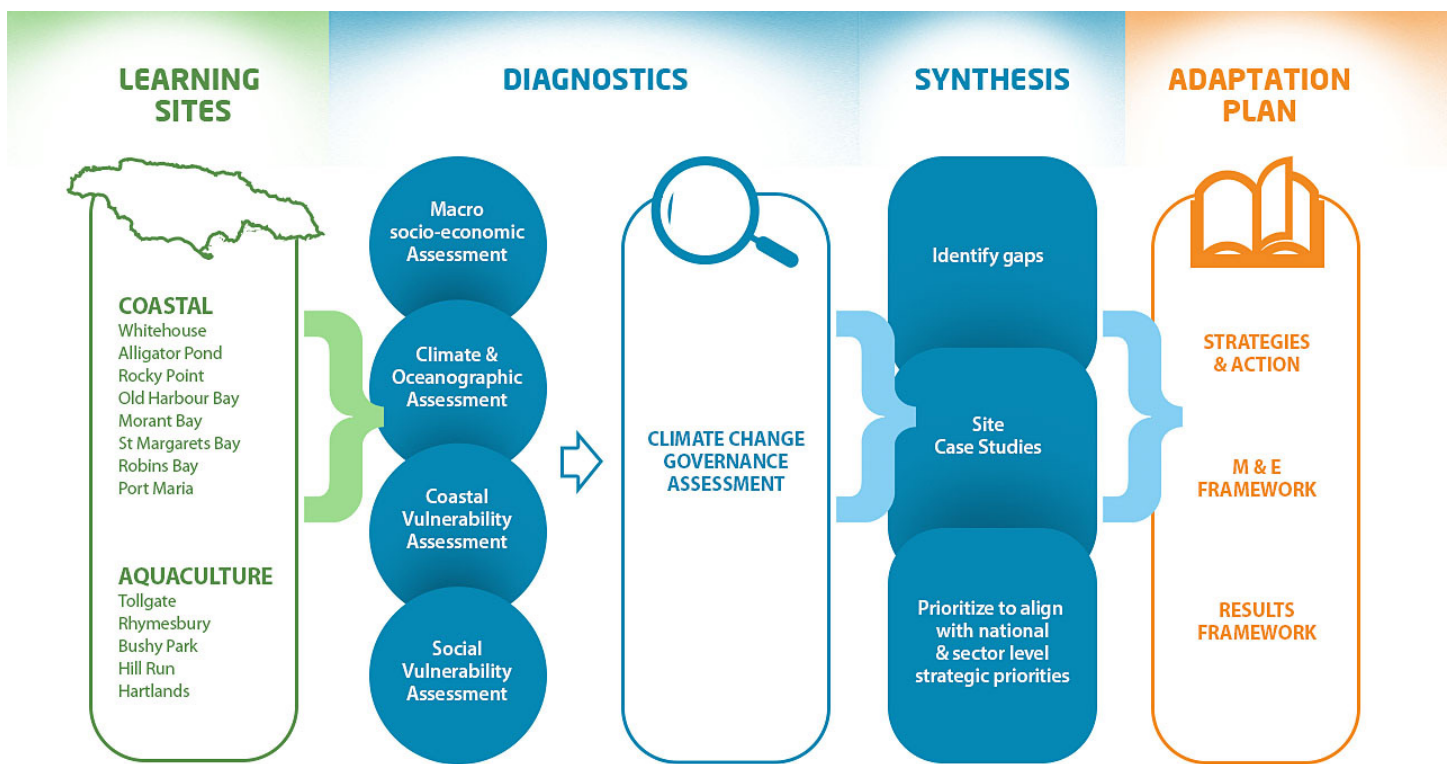 LEARNING
SITES
COASTAL
Whitehouse
Alligator Pond
Rocky Point
Old Harbour Bay
Morant Bay
St Margarets Bay
Robins Bay
Port Maria
AQUACULTURE
Tollgate
Rhymesbury
Bushy Park
Hill Run
Hartlands
DIAGNOSTICS
Macro
socio-economic
Assessment
Climate &
Oceanographic
Assessment
Coastal
Vulnerability
Assessment
Social
Vulnerability
Assessment
CLIMATE CHANGE
GOVERNANCE
ASSESSMENT
SYNTHESIS
Identify gaps
Site
Case Studies
Prioritize to align
with national
& sector level
strategic priorities
ADAPTATION
PLAN
STRATEGIES
& ACTION
M & E
FRAMEWORK
RESULTS
FRAMEWORK